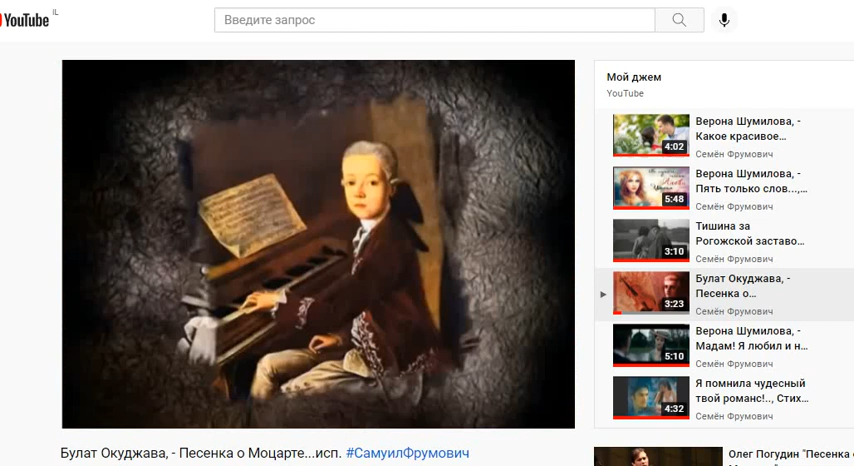 YouTube IL
Введите запрос
Мой джем
YouTube
Верона Шумилова, -
Какое красивое...
Семён Фрумович
4:02
Верона Шумилова, -
Пять только слов...,...
Семён Фрумович
5:48
Тишина за
Рогожской заставо...
Семён Фрумович
3:10
Булат Окуджава, -
Песенка о...
Семён Фрумович
3:23
Верона Шумилова, -
Мадам! Я любил и н...
Семён Фрумович
5:10
Я помнила чудесный
твой романс!.., Стих...
Семён Фрумович
4:32
Булат Окуджава, - Песенка о Моцарте...исп. #СамуилФрумович
Олег Погудин "Песенка